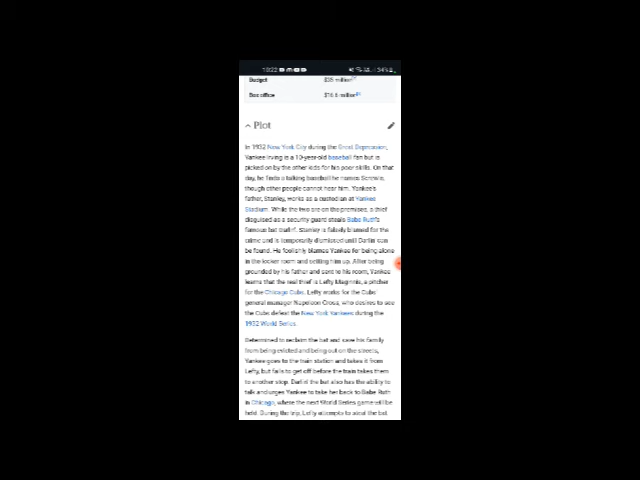 10:22
Budget $35 million
Box office $16.6 million
Plot
In 1932 New York City during the Great Depression,
Yankee Irving is a 10-year-old baseball fan but is
picked on by the other kids for his poor skills. On that
day, he finds a talking baseball he names Screwie,
though other people cannot hear him. Yankee's
father, Stanley, works as a custodian at Yankee
Stadium. While the two are on the premises, a thief
disguised as a security guard steals Babe Ruth's
famous bat Darlin'. Stanley is falsely blamed for the
crime and is temporarily dismissed until Darlin can
be found. He foolishly blames Yankee for being alone
in the locker room and setting him up. After being
grounded by his father and sent to his room, Yankee
learns that the real thief is Lefty Maginnis, a pitcher
for the Chicago Cubs. Lefty works for the Cubs
general manager Napoleon Cross, who desires to see
the Cubs defeat the New York Yankees during the
1932 World Series.
Determined to reclaim the bat and save his family
from being evicted and being out on the streets,
Yankee goes to the train station and takes it from
Lefty, but fails to get off before the train takes them
to another stop. Darlin' the bat also has the ability to
talk and urges Yankee to take her back to Babe Ruth
in Chicago, where the next World Series game will be
held. During the trip, Lefty attempts to steal the bat